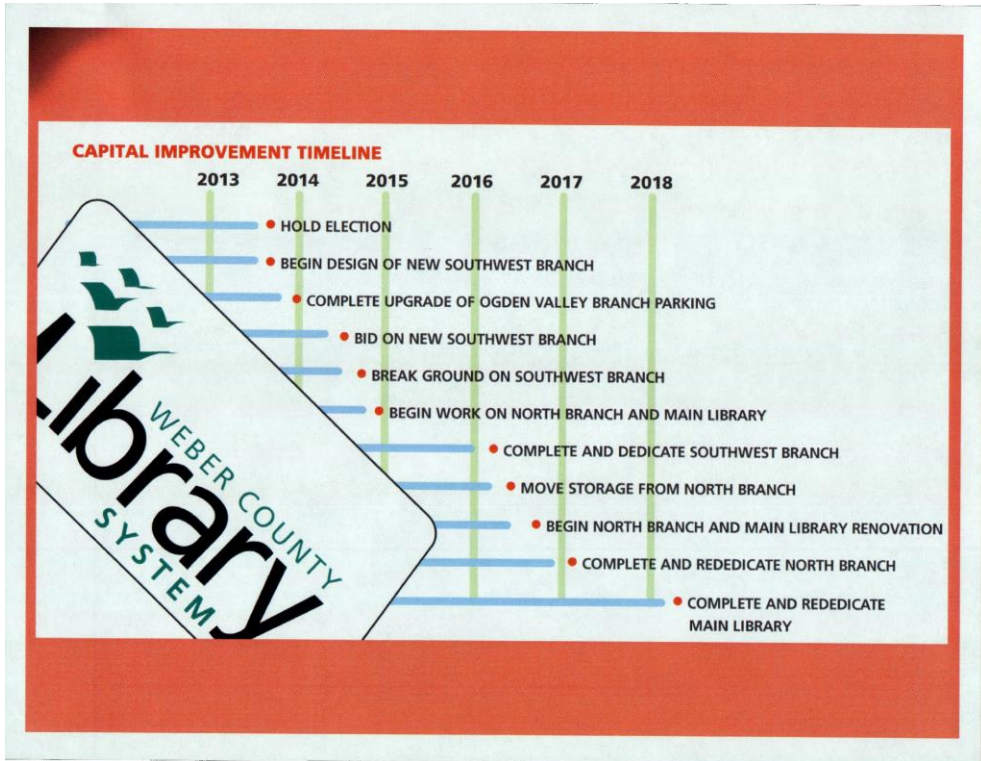 CAPITAL IMPROVEMENT TIMELINE
2013 2014 2015 2016 2017 2018
HOLD ELECTION
BEGIN DESIGN OF NEW SOUTHWEST BRANCH
COMPLETE UPGRADE OF OGDEN VALLEY BRANCH PARKING
BID ON NEW SOUTHWEST BRANCH
BREAK GROUND ON SOUTHWEST BRANCH
BEGIN WORK ON NORTH BRANCH AND MAIN LIBRARY
COMPLETE AND DEDICATE SOUTHWEST BRANCH
MOVE STORAGE FROM NORTH BRANCH
BEGIN NORTH BRANCH AND MAIN LIBRARY RENOVATION
COMPLETE AND REDEDICATE NORTH BRANCH
COMPLETE AND REDEDICATE
MAIN LIBRARY
WEBER COUNTY
Library
SYSTEM